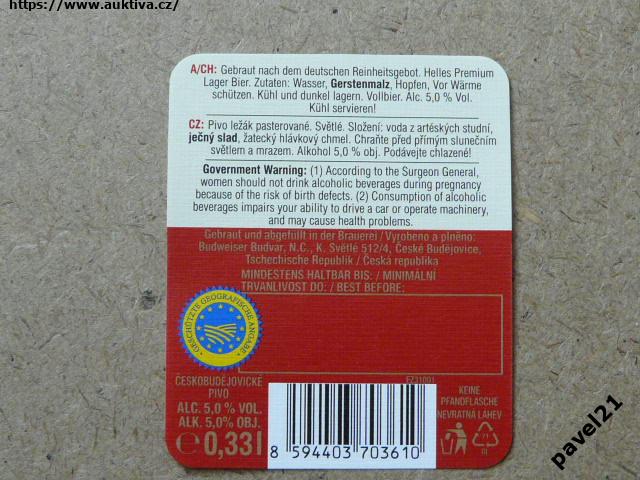 https://www.auktiva.cz/
A/CH: Gebraut nach dem deutschen Reinheitsgebot. Helles Premium
Lager Bier. Zutaten: Wasser, Gerstenmalz, Hopfen, Vor Wärme
schützen. Kühl und dunkel lagern. Vollbier. Alc. 5,0 % Vol.
Kühl servieren!
CZ: Pivo ležák pasterované. Světlé. Složení: voda z artéských studní,
ječný slad, žatecký hlávkový chmel. Chraňte před přímým slunečním
světlem a mrazem. Alkohol 5,0 % obj. Podávejte chlazené!
Government Warning: (1) According to the Surgeon General,
women should not drink alcoholic beverages during pregnancy
because of the risk of birth defects. (2) Consumption of alcoholic
beverages impairs your ability to drive a car or operate machinery,
and may cause health problems.
Gebraut und abgefüllt in der Brauerei / Vyrobeno a plněno:
Budweiser Budvar, N.C., K. Světlé 512/4, České Budějovice,
Tschechische Republik / Česká republika
MINDESTENS HALTBAR BIS: / MINIMÁLNÍ
TRVANLIVOST DO: / BEST BEFORE:
GESCHÜTZTE GEOGRAFISCHE ANGABE
EZ31001
ČESKOBUDĚJOVICKÉ
PIVO
ALC. 5,0 % VOL.
ALK. 5,0% OBJ.
℮ 0,33 l
8 594403 703610
KEINE
PFANDFLASCHE
NEVRATNÁ LÁHEV
pavel21